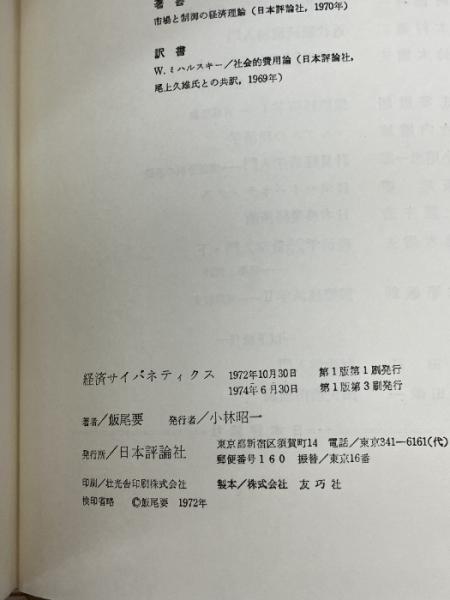 著書
市場と制御の経済理論（日本評論社，1970年）
訳書
W.ミハルスキー／社会的費用論（日本評論社，
尾上久雄氏との共訳，1969年）
経済サイバネティクス 1972年10月30日 第1版第1刷発行
1974年6月30日 第1版第3刷発行
著者／飯尾要 発行者／小林昭一
発行所／日本評論社 東京都新宿区須賀町14 電話／東京341―6161(代)
郵便番号160 振替／東京16番
印刷／壮光舎印刷株式会社 製本／株式会社 友巧社
検印省略 ©飯尾要 1972年